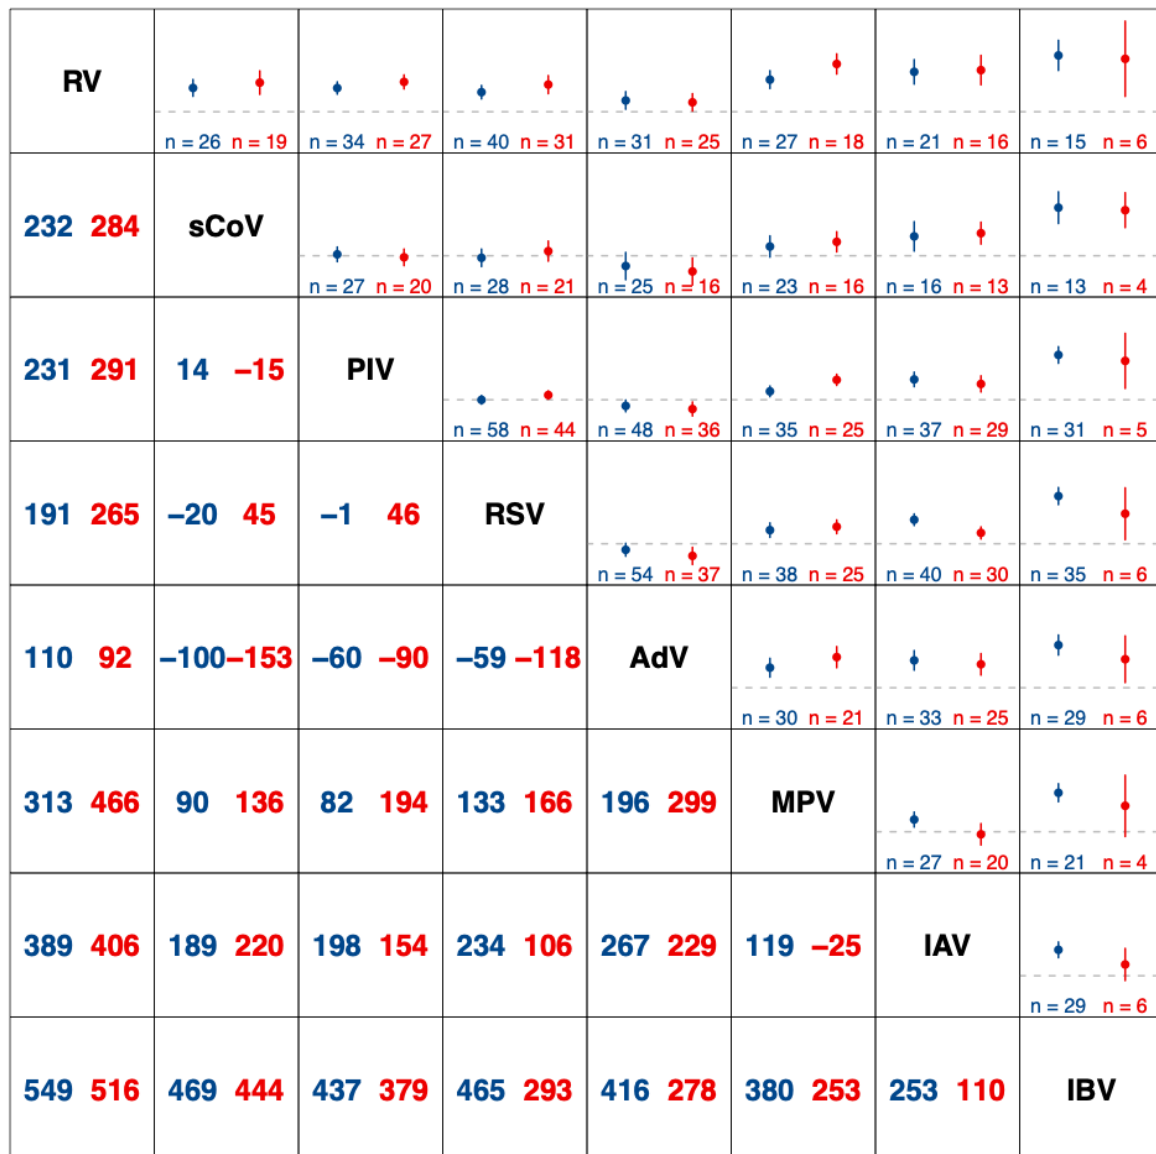 RV
n = 26 n = 19 n = 34 n = 27 n = 40 n = 31 n = 31 n = 25 n = 27 n = 18 n = 21 n = 16 n = 15 n = 6
232 284 sCoV
n = 27 n = 20 n = 28 n = 21 n = 25 n = 16 n = 23 n = 16 n = 16 n = 13 n = 13 n = 4
231 291 14 –15 PIV
n = 58 n = 44 n = 48 n = 36 n = 35 n = 25 n = 37 n = 29 n = 31 n = 5
191 265 –20 45 –1 46 RSV
n = 54 n = 37 n = 38 n = 25 n = 40 n = 30 n = 35 n = 6
110 92 –100 –153 –60 –90 –59 –118 AdV
n = 30 n = 21 n = 33 n = 25 n = 29 n = 6
313 466 90 136 82 194 133 166 196 299 MPV
n = 27 n = 20 n = 21 n = 4
389 406 189 220 198 154 234 106 267 229 119 –25 IAV
n = 29 n = 6
549 516 469 444 437 379 465 293 416 278 380 253 253 110 IBV